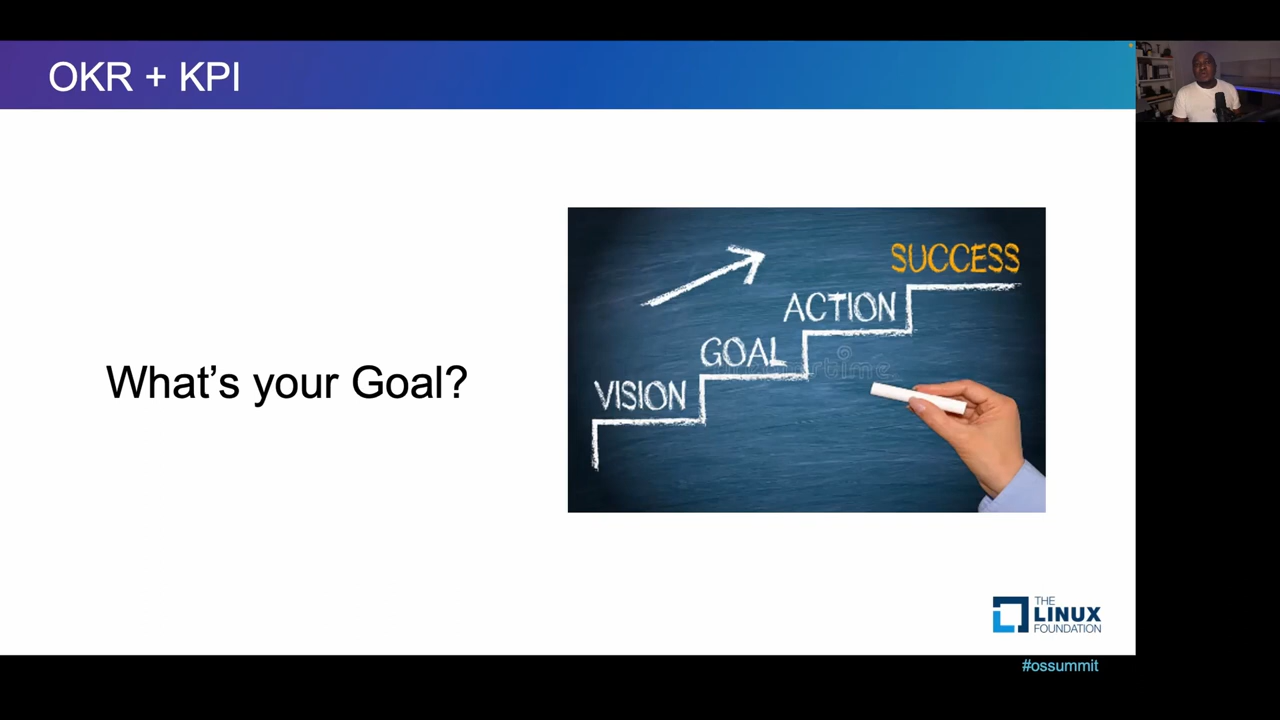 OKR + KPI
What's your Goal?
SUCCESS
ACTION
GOAL
VISION
THE
LINUX
FOUNDATION
#ossummit